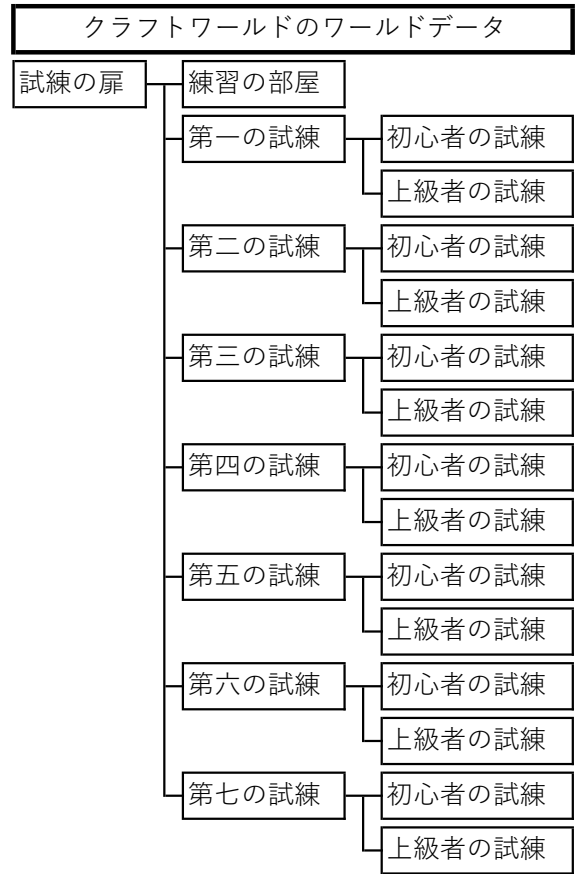 クラフトワールドのワールドデータ
試練の扉
練習の部屋
第一の試練
初心者の試練
上級者の試練
第二の試練
初心者の試練
上級者の試練
第三の試練
初心者の試練
上級者の試練
第四の試練
初心者の試練
上級者の試練
第五の試練
初心者の試練
上級者の試練
第六の試練
初心者の試練
上級者の試練
第七の試練
初心者の試練
上級者の試練